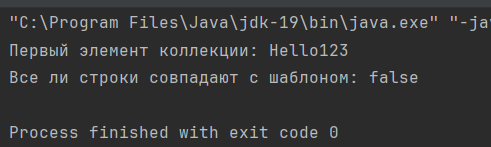 "C:\Program Files\Java\jdk-19\bin\java.exe" "-ja
Первый элемент коллекции: Hello123
Все ли строки совпадают с шаблоном: false
Process finished with exit code 0